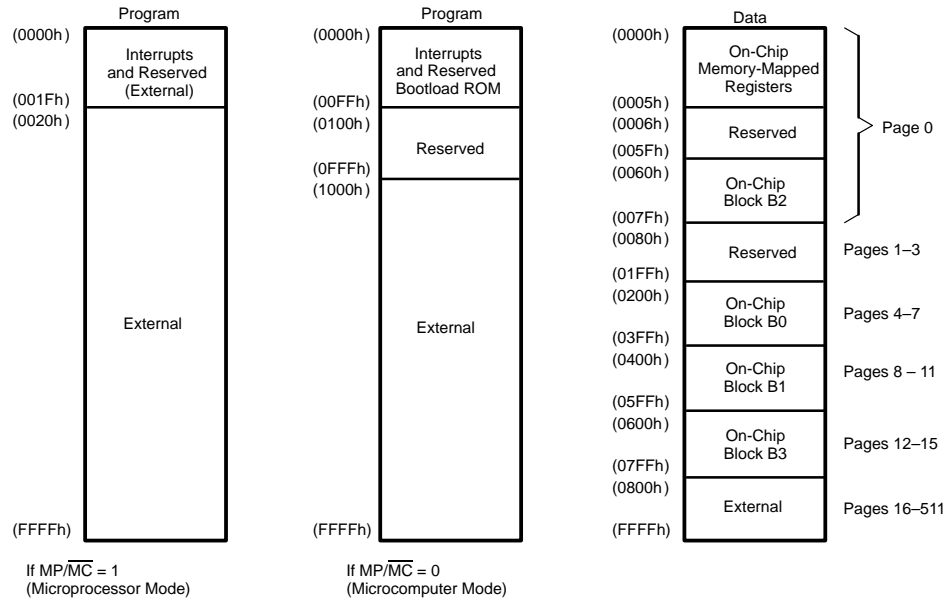 Program
(0000h)
Interrupts
and Reserved
(External)
(001Fh)
(0020h)
External
(FFFFh)
If MP/MC = 1
(Microprocessor Mode)
Program
(0000h)
Interrupts
and Reserved
Bootload ROM
(00FFh)
(0100h)
Reserved
(0FFFh)
(1000h)
External
(FFFFh)
If MP/MC = 0
(Microcomputer Mode)
Data
(0000h)
On-Chip
Memory-Mapped
Registers
(0005h)
(0006h)
Reserved
Page 0
(005Fh)
(0060h)
On-Chip
Block B2
(007Fh)
(0080h)
Reserved
Pages 1–3
(01FFh)
(0200h)
On-Chip
Block B0
Pages 4–7
(03FFh)
(0400h)
On-Chip
Block B1
Pages 8 – 11
(05FFh)
(0600h)
On-Chip
Block B3
Pages 12–15
(07FFh)
(0800h)
External
Pages 16–511
(FFFFh)